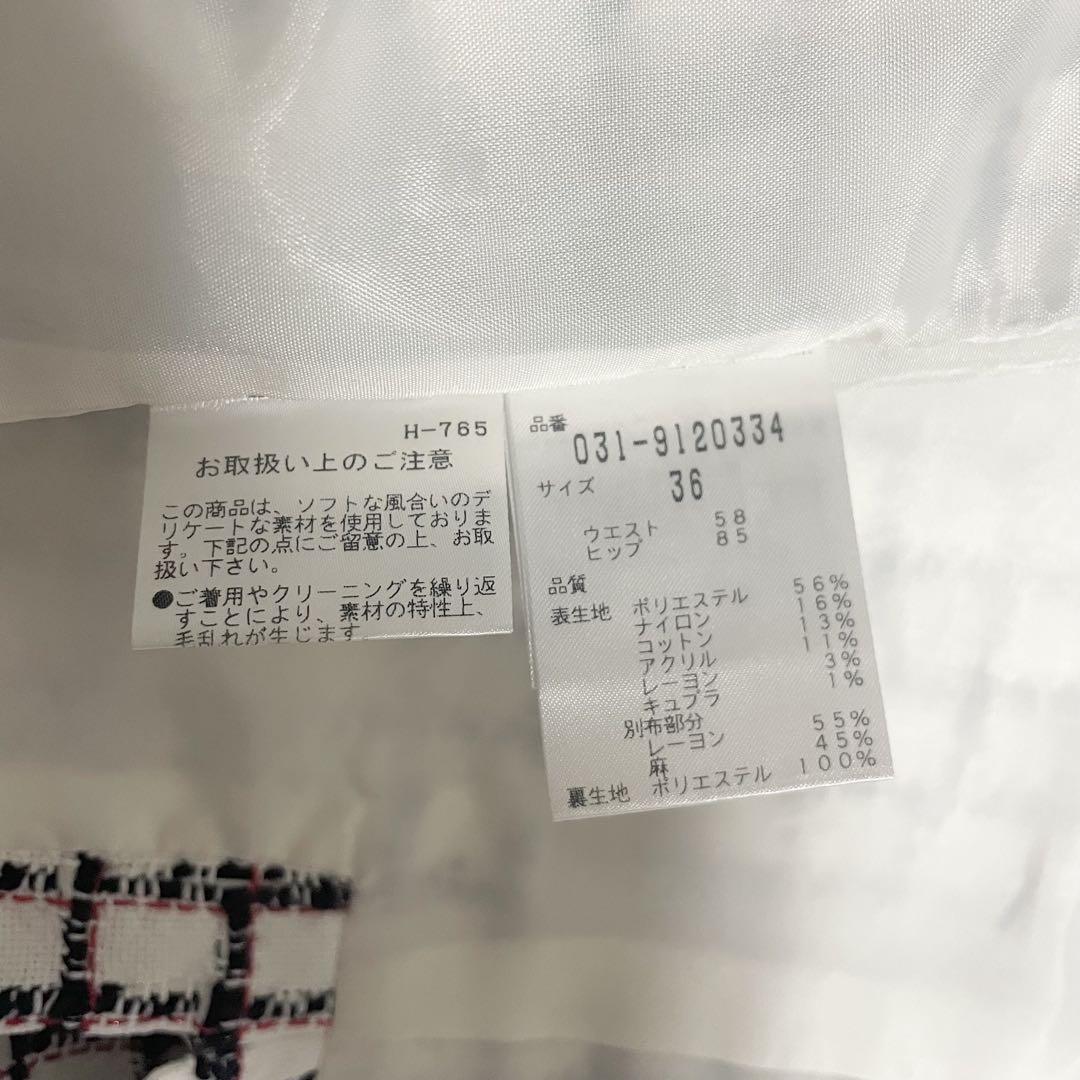 H-765
お取扱い上のご注意
この商品は、ソフトな風合いのデ
リケートな素材を使用しておりま
す。下記の点にご留意の上、お取
扱い下さい。
●ご着用やクリーニングを繰り返
すことにより、素材の特性上、
毛乱れが生じます
品番
031-9120334
サイズ 36
ウエスト 58
ヒップ 85
品質
表生地 ポリエステル 56%
ナイロン 16%
コットン 13%
アクリル 11%
レーヨン 3%
キュプラ 1%
別布部分
レーヨン 55%
麻 45%
裏生地 ポリエステル 100%